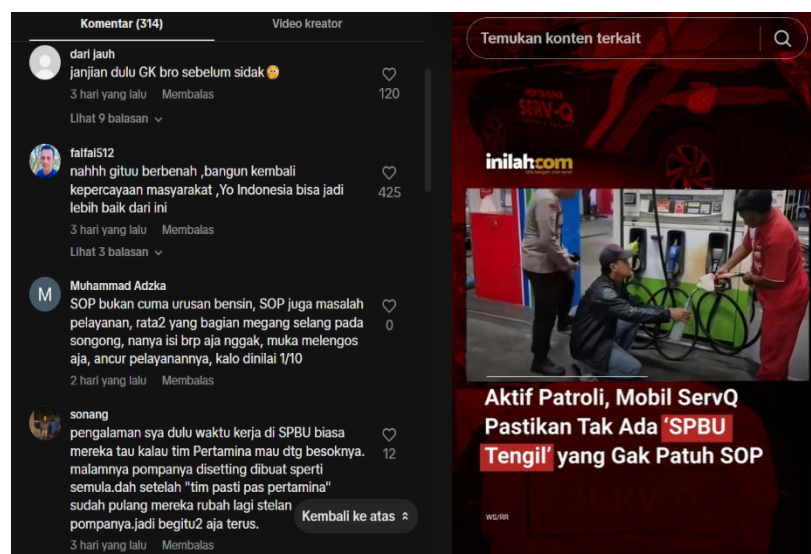 Komentar (314)
Video kreator
dari jauh
janjian dulu GK bro sebelum sidak
3 hari yang lalu Membalas
120
Lihat 9 balasan
falfal512
nahhh gituu berbenah ,bangun kembali
kepercayaan masyarakat ,Yo Indonesia bisa jadi
lebih baik dari ini
3 hari yang lalu Membalas
425
Lihat 3 balasan
M
Muhammad Adzka
SOP bukan cuma urusan bensin, SOP juga masalah
pelayanan, rata2 yang bagian megang selang pada
songong, nanya isi brp aja nggak, muka melengos
aja, ancur pelayanannya, kalo dinilai 1/10
2 hari yang lalu Membalas
0
sonang
pengalaman sya dulu waktu kerja di SPBU biasa
mereka tau kalau tim Pertamina mau dtg besoknya.
malamnya pompanya disetting dibuat sperti
semula.dah setelah "tim pasti pas pertamina"
sudah pulang mereka rubah lagi stelan
pompanya.jadi begitu2 aja terus.
3 hari yang lalu Membalas
12
Kembali ke atas
Temukan konten terkait
PERTAMINA
SERV-Q
inilah.com
Aktif Patroli, Mobil ServQ
Pastikan Tak Ada 'SPBU
Tengil' yang Gak Patuh SOP
WS/RR
SERV-Q